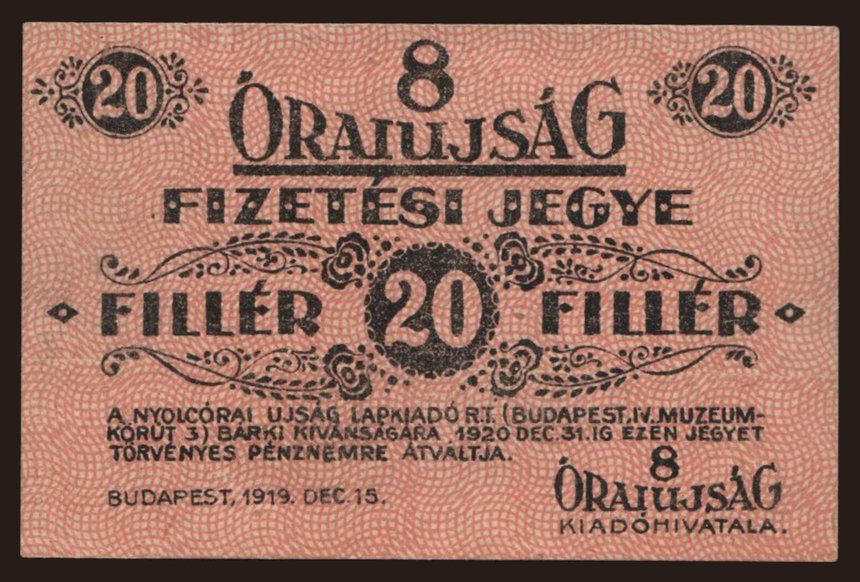 20 8 20
ÓRAIUJSÁG
FIZETÉSI JEGYE
FILLÉR 20 FILLÉR
A NYOLCÓRAI UJSÁG LAPKIADÓ R.T. (BUDAPEST, IV. MUZEUM-
KÖRUT 3) BÁRKI KIVÁNSÁGÁRA 1920 DEC. 31. IG EZEN JEGYET
TÖRVÉNYES PÉNZNEMRE ÁTVÁLTJA.
BUDAPEST, 1919. DEC. 15.
8
ÓRAIUJSÁG
KIADÓHIVATALA.